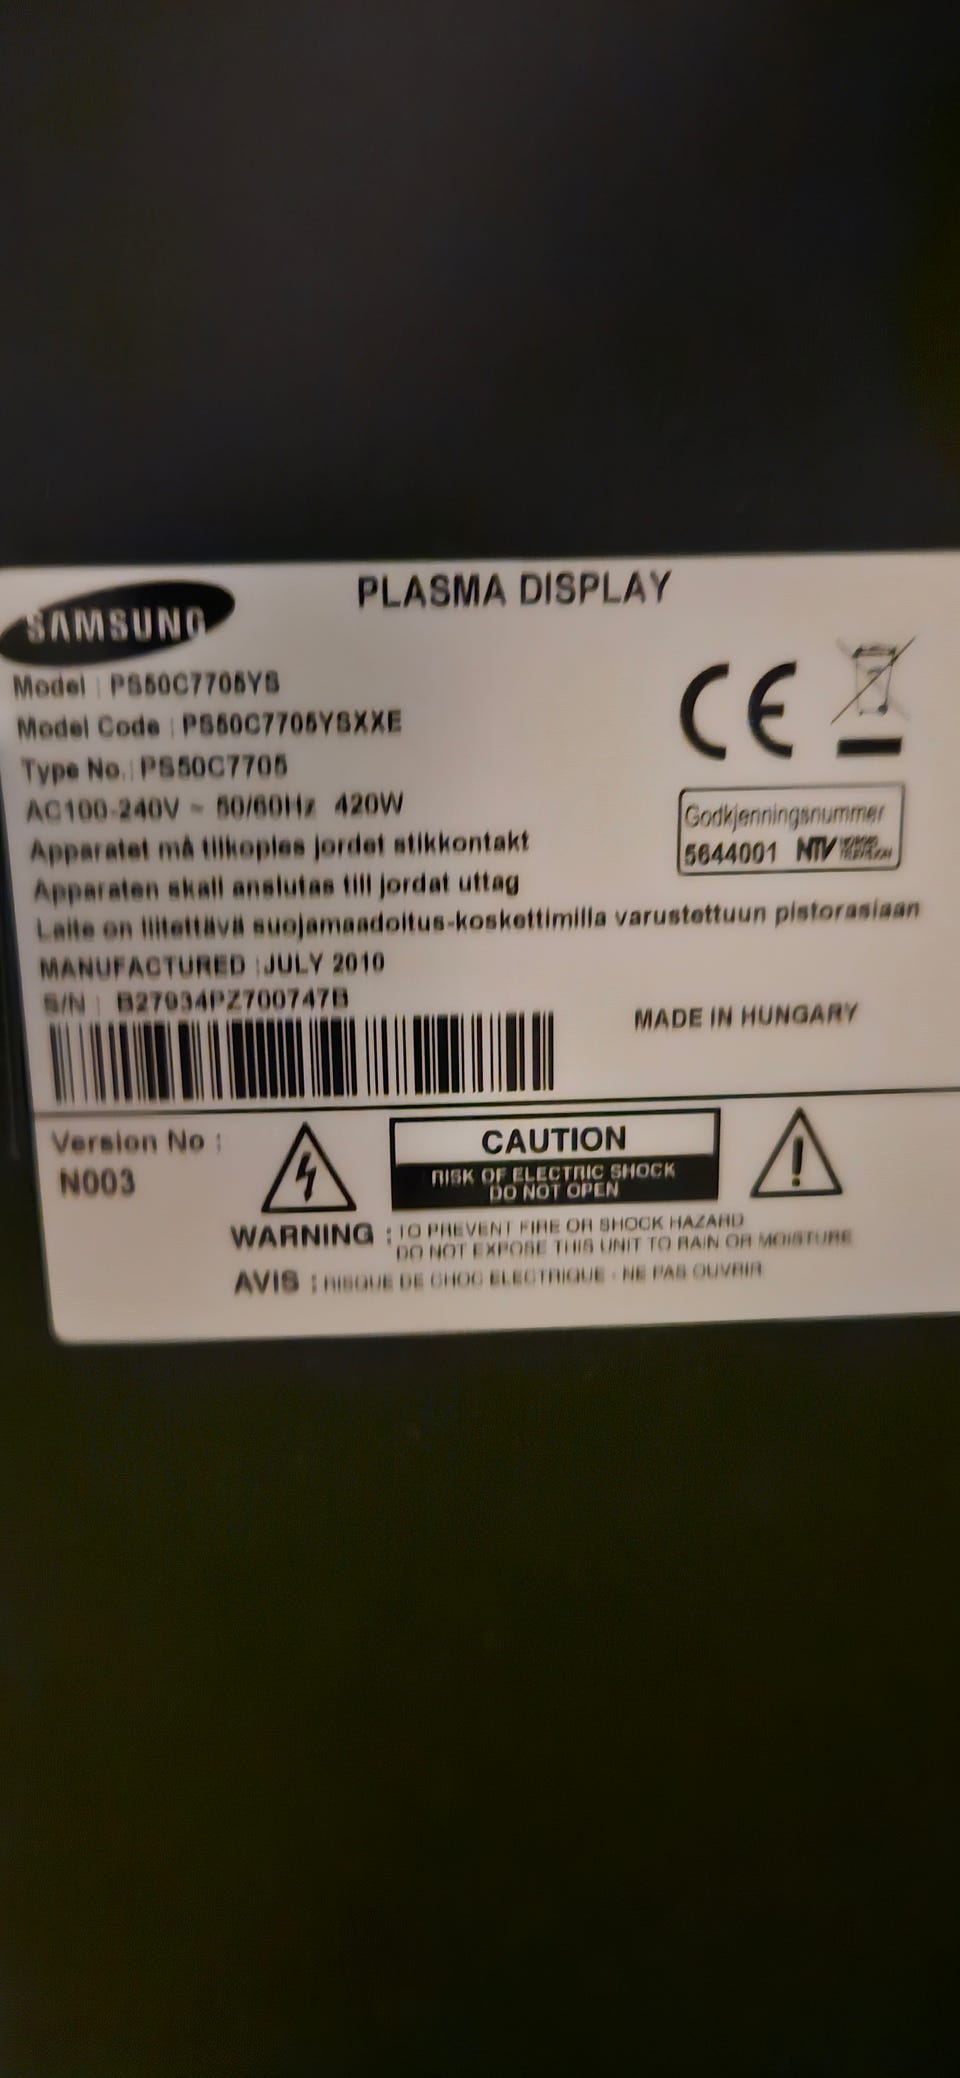 SAMSUNG
PLASMA DISPLAY
Model : PS50C7705YS
Model Code : PS50C7705YSXXE
Type No.: PS50C7705
AC100-240V ~ 50/60Hz 420W
Apparatet må tilkoples jordet stikkontakt
Apparaten skall anslutas till jordat uttag
Laite on liitettävä suojamaadoitus-koskettimilla varustettuun pistorasiaan
MANUFACTURED :JULY 2010
S/N : B27034PZ700747B
CE
Godkjenningsnummer
5644001 NTV
MADE IN HUNGARY
Version No :
N003
CAUTION
RISK OF ELECTRIC SHOCK
DO NOT OPEN
WARNING : TO PREVENT FIRE OR SHOCK HAZARD
DO NOT EXPOSE THIS UNIT TO RAIN OR MOISTURE
AVIS : RISQUE DE CHOC ELECTRIQUE - NE PAS OUVRIR